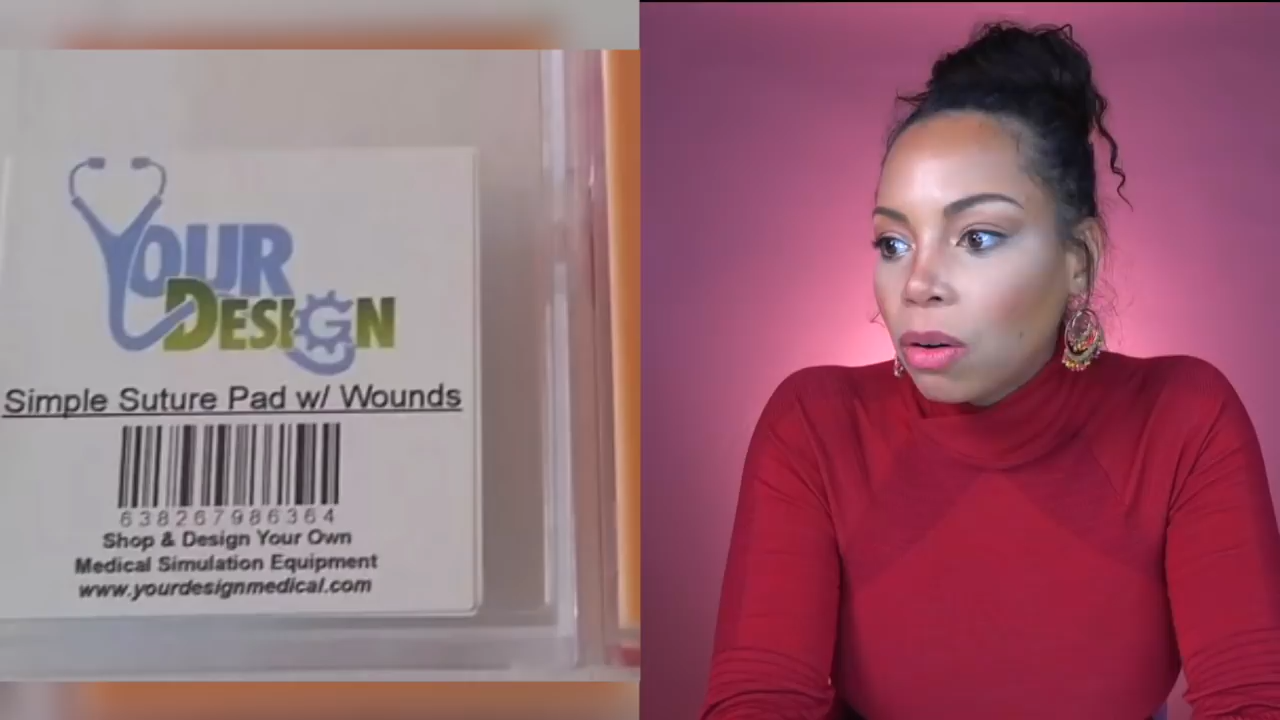 YOUR
DESIGN
Simple Suture Pad w/ Wounds
638267986364
Shop & Design Your Own
Medical Simulation Equipment
www.yourdesignmedical.com